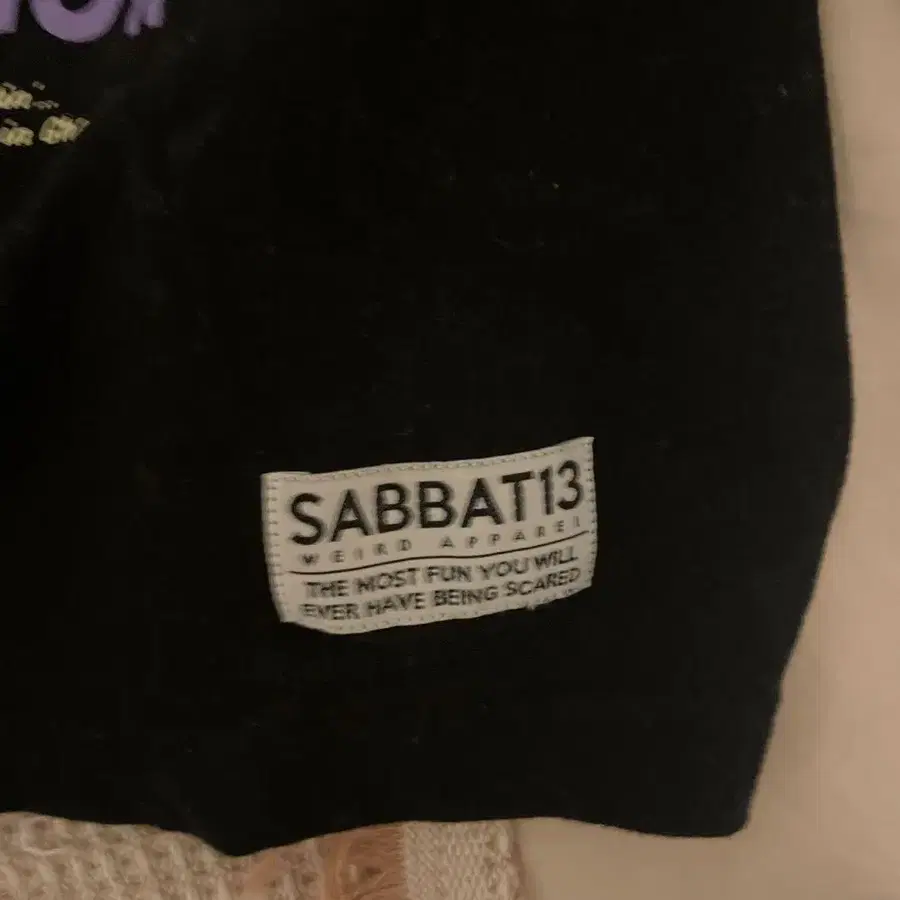 SABBAT13
WEIRD APPAREL
THE MOST FUN YOU WILL
EVER HAVE BEING SCARED